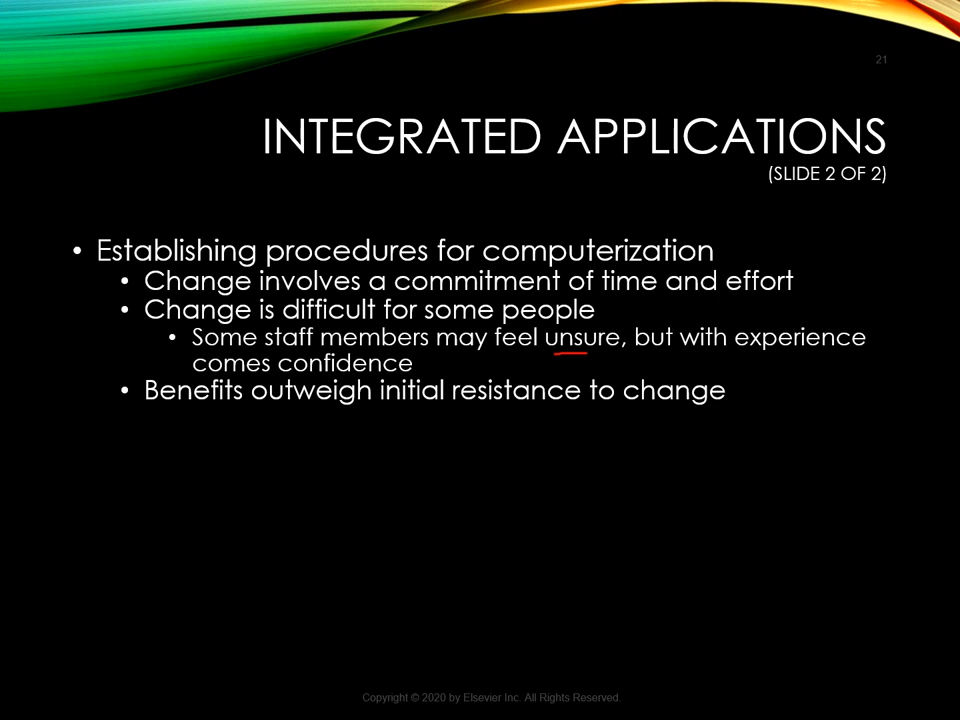 21
INTEGRATED APPLICATIONS
(SLIDE 2 OF 2)
• Establishing procedures for computerization
• Change involves a commitment of time and effort
• Change is difficult for some people
• Some staff members may feel unsure, but with experience
comes confidence
• Benefits outweigh initial resistance to change
Copyright © 2020 by Elsevier Inc. All Rights Reserved.